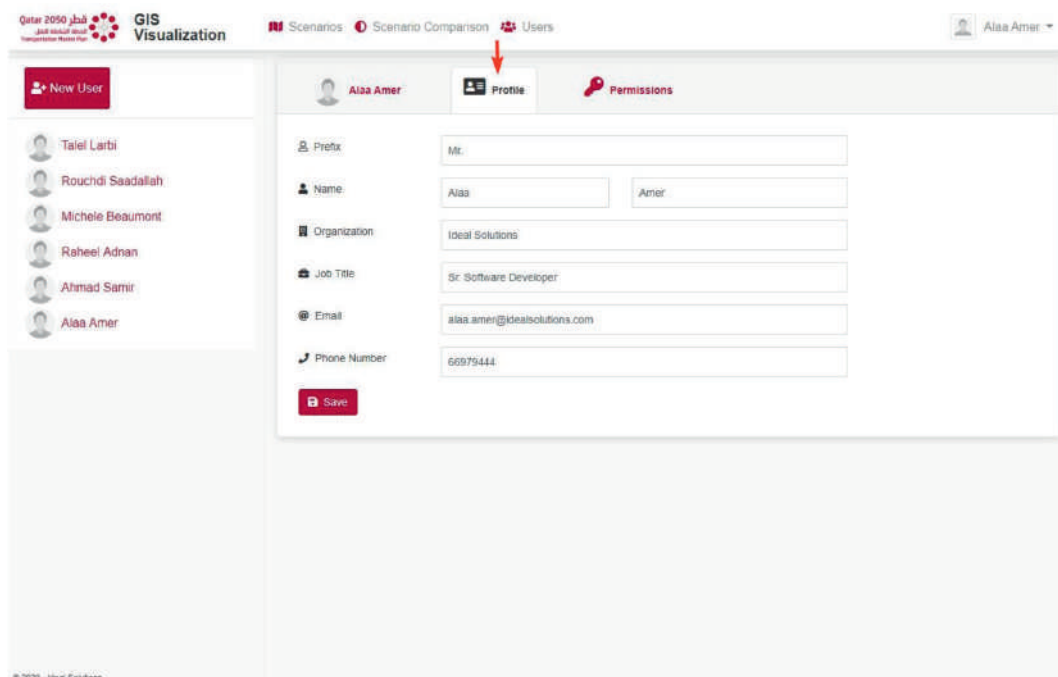 Qatar 2050 قطر
GIS
Visualization
Scenarios
Scenario Comparison
Users
Alaa Amer
New User
Talel Larbi
Rouchdi Saadallah
Michele Beaumont
Raheel Adnan
Ahmad Samir
Alaa Amer
Alaa Amer
Profile
Permissions
Prefix
Mr.
Name
Alaa
Amer
Organization
Ideal Solutions
Job Title
Sr. Software Developer
@ Email
alaa.amer@idealsolutions.com
Phone Number
66979444
Save